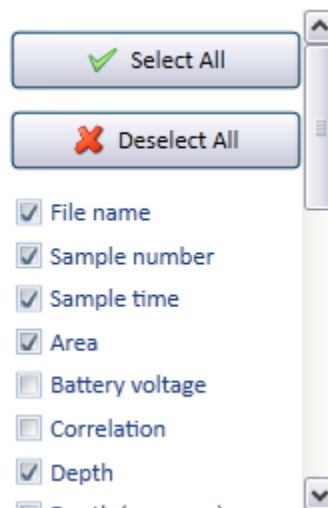 Select All
Deselect All
File name
Sample number
Sample time
Area
Battery voltage
Correlation
Depth